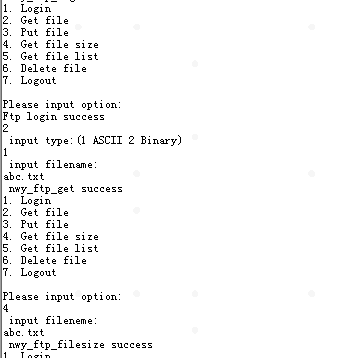 1. Login
2. Get file
3. Put file
4. Get file size
5. Get file list
6. Delete file
7. Logout
Please input option:
Ftp login success
2
input type:(1 ASCII 2 Binary)
1
input filename:
abc.txt
nwy_ftp_get success
1. Login
2. Get file
3. Put file
4. Get file size
5. Get file list
6. Delete file
7. Logout
Please input option:
4
input fileneme:
abc.txt
nwy_ftp_filesize success
1. Login